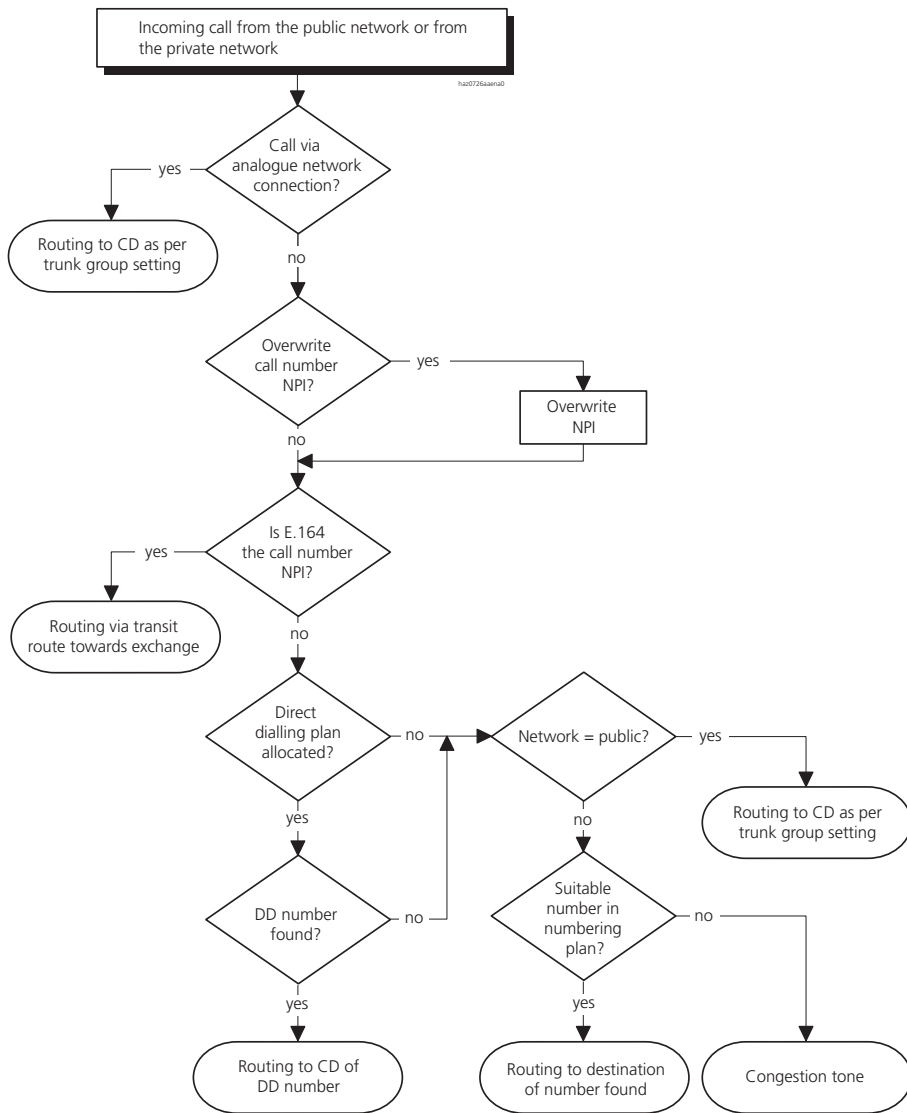 Incoming call from the public network or from
the private network
haz0726aaena0
Call via
analogue network
connection?
yes
Routing to CD as per
trunk group setting
no
Overwrite
call number
NPI?
yes
Overwrite
NPI
no
Is E.164
the call number
NPI?
yes
Routing via transit
route towards exchange
no
Direct
dialling plan
allocated?
no
Network = public?
yes
Routing to CD as per
trunk group setting
yes
no
DD number
found?
no
Suitable
number in
numbering
plan?
no
yes
yes
Routing to CD of
DD number
Routing to destination
of number found
Congestion tone